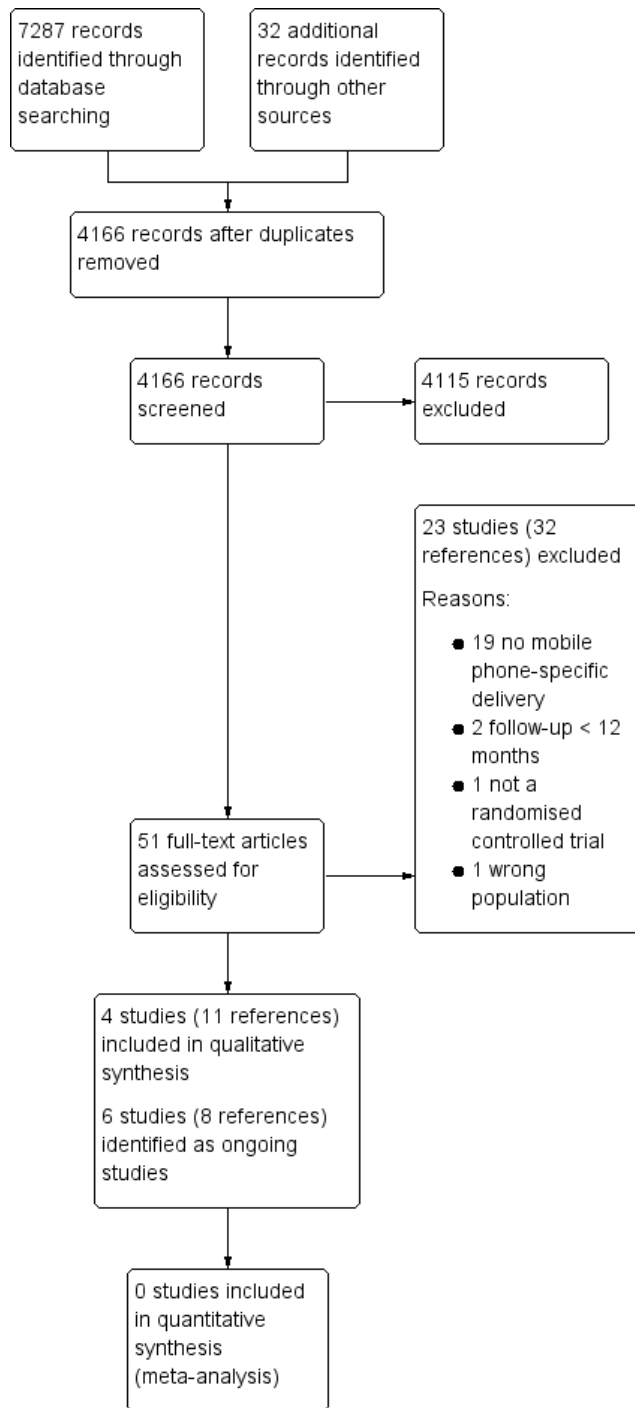 7287 records
identified through
database
searching
32 additional
records identified
through other
sources
4166 records after duplicates
removed
4166 records
screened
4115 records
excluded
23 studies (32
references) excluded
Reasons:
● 19 no mobile
phone-specific
delivery
● 2 follow-up < 12
months
● 1 not a
randomised
controlled trial
● 1 wrong
population
51 full-text articles
assessed for
eligibility
4 studies (11 references)
included in qualitative
synthesis
6 studies (8 references)
identified as ongoing
studies
0 studies included
in quantitative
synthesis
(meta-analysis)